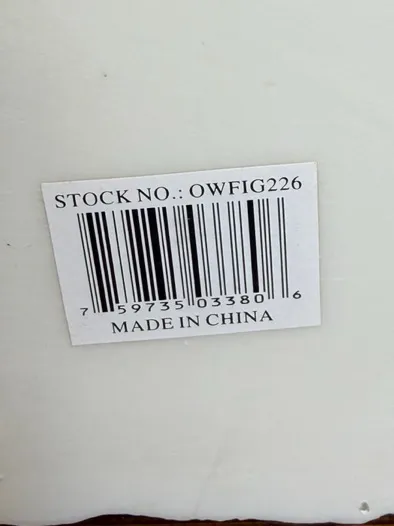 STOCK NO.: OWFIG226
7 59735 03380 6
MADE IN CHINA